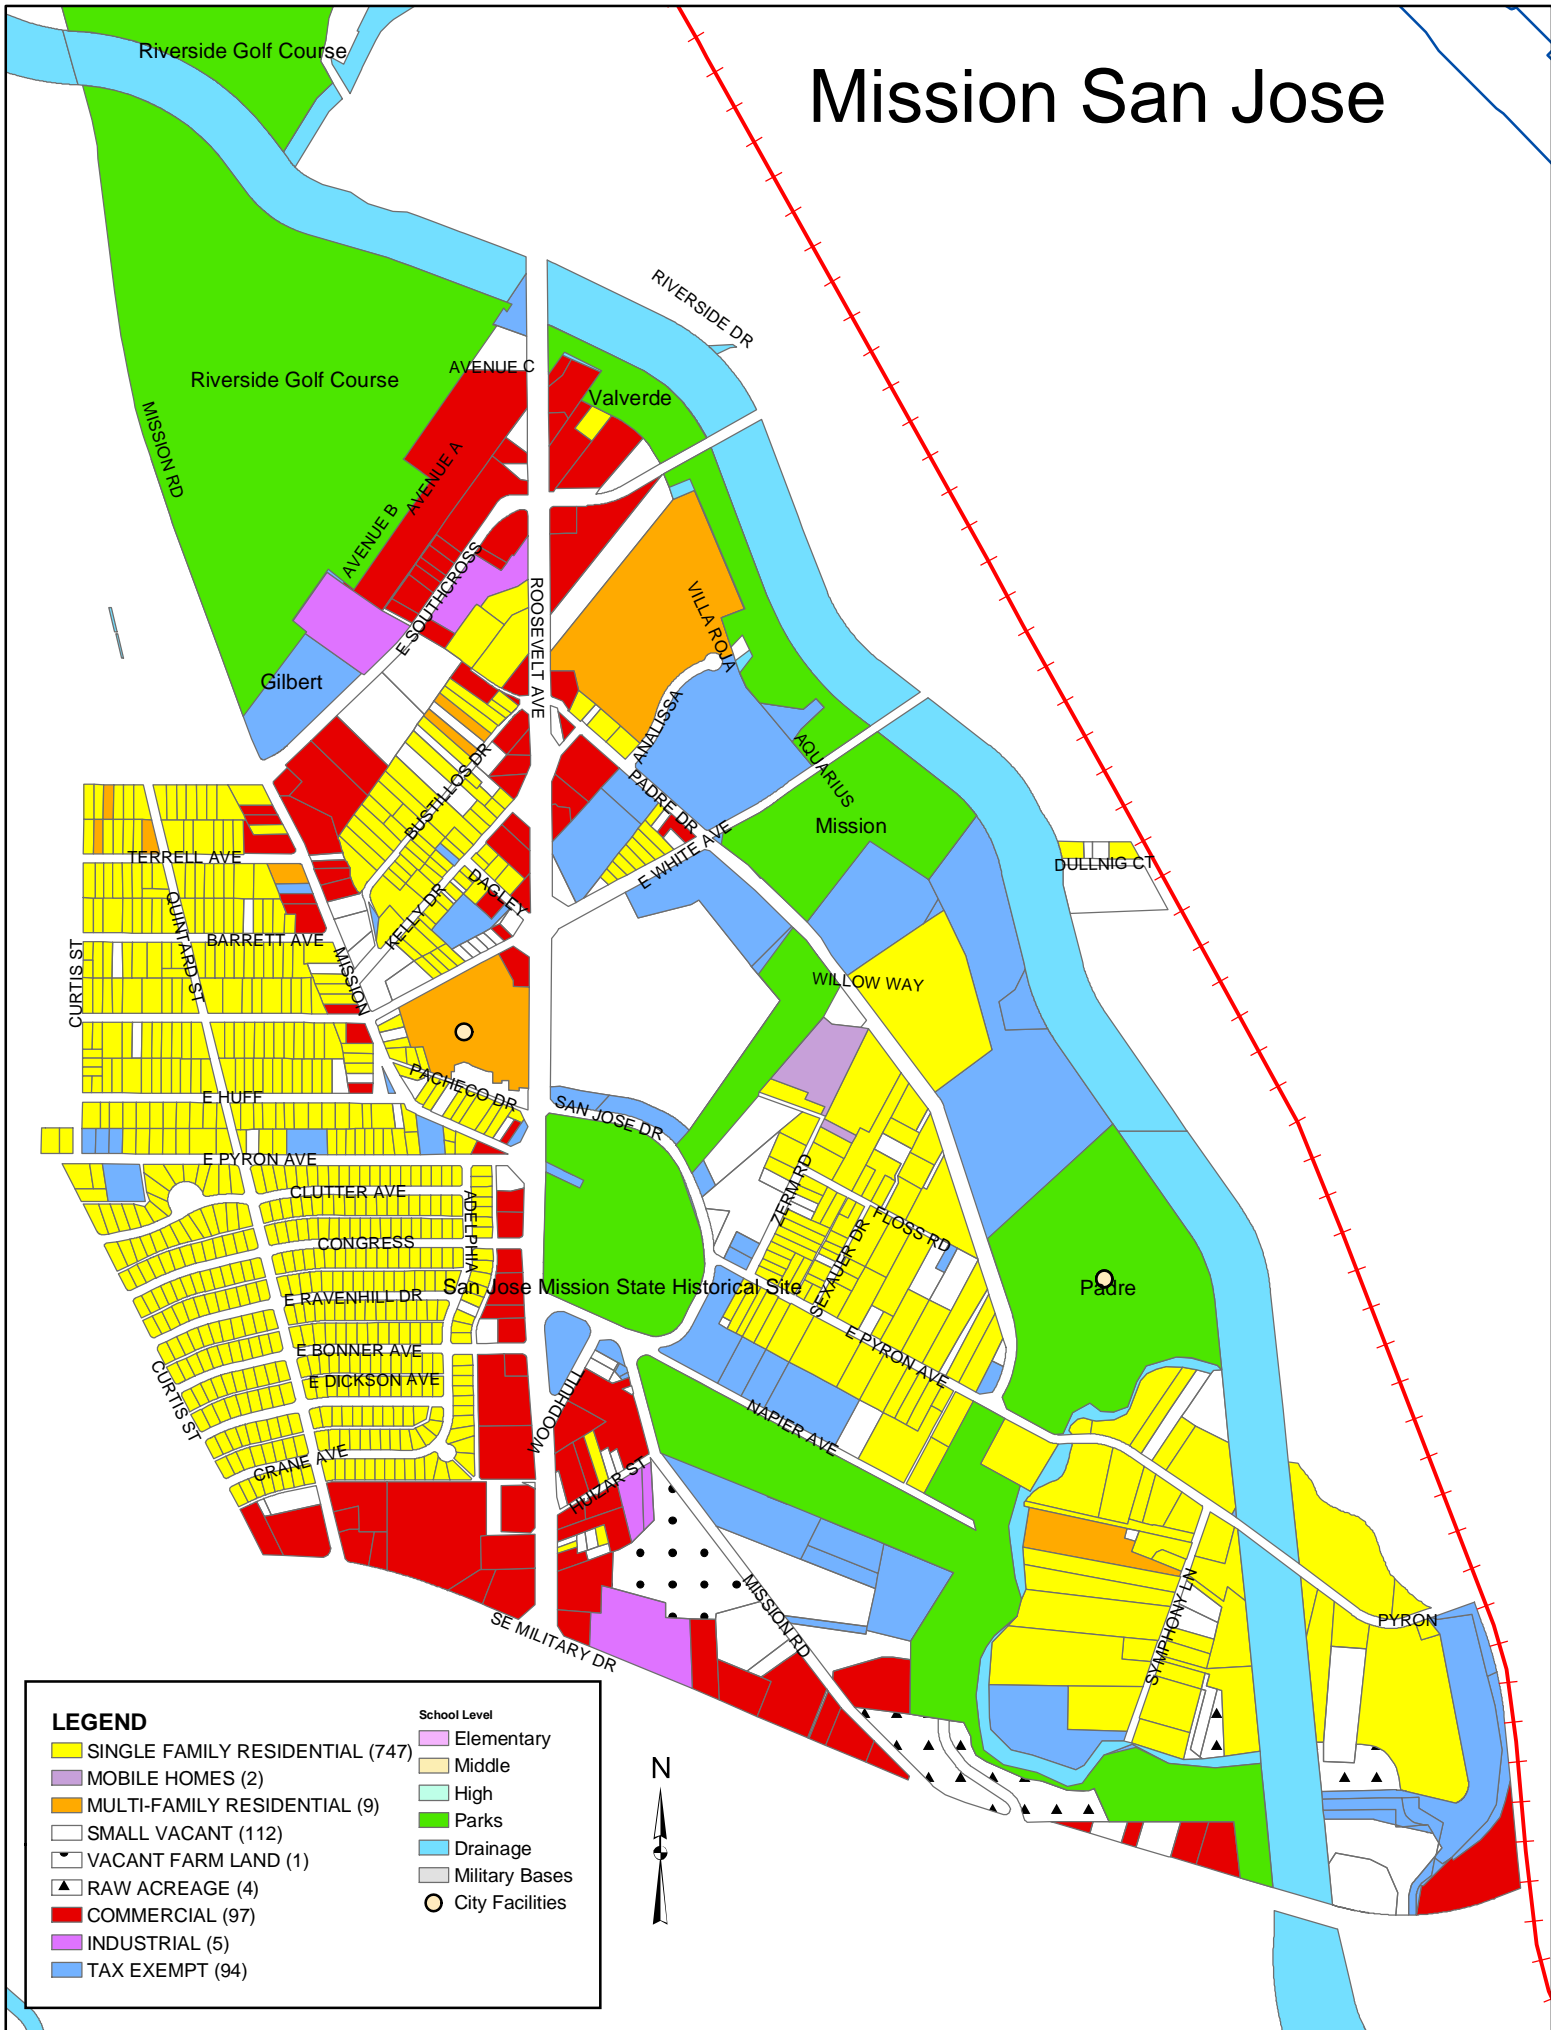 Riverside Golf Course
Mission San Jose
RIVERSIDE DR
AVENUE C
Riverside Golf Course
Valverde
MISSION RD
AVENUE A
AVENUE B
E SOUTHCROSS
ROOSEVELT AVE
VILLA ROJA
Gilbert
ANALISSA
AQUARIUS
BUSTILLOS DR
PADRE DR
Mission
E WHITE AVE
TERRELL AVE
DULLNIG CT
DAGLEY
KELLY DR
QUINTARD ST
BARRETT AVE
CURTIS ST
MISSION
WILLOW WAY
PACHECO DR
E HUFF
SAN JOSE DR
E PYRON AVE
ZERM RD
CLUTTER AVE
ADELPHIA
FLOSS RD
SEXAUER DR
CONGRESS
San Jose Mission State Historical Site
Padre
E RAVENHILL DR
E PYRON AVE
E BONNER AVE
E DICKSON AVE
CURTIS ST
WOODHULL
NAPIER AVE
CRANE AVE
HUIZAR ST
MISSION RD
SYMPHONY LN
PYRON
SE MILITARY DR
LEGEND
SINGLE FAMILY RESIDENTIAL (747)
MOBILE HOMES (2)
MULTI-FAMILY RESIDENTIAL (9)
SMALL VACANT (112)
VACANT FARM LAND (1)
RAW ACREAGE (4)
COMMERCIAL (97)
INDUSTRIAL (5)
TAX EXEMPT (94)
School Level
Elementary
Middle
High
Parks
Drainage
Military Bases
City Facilities
N